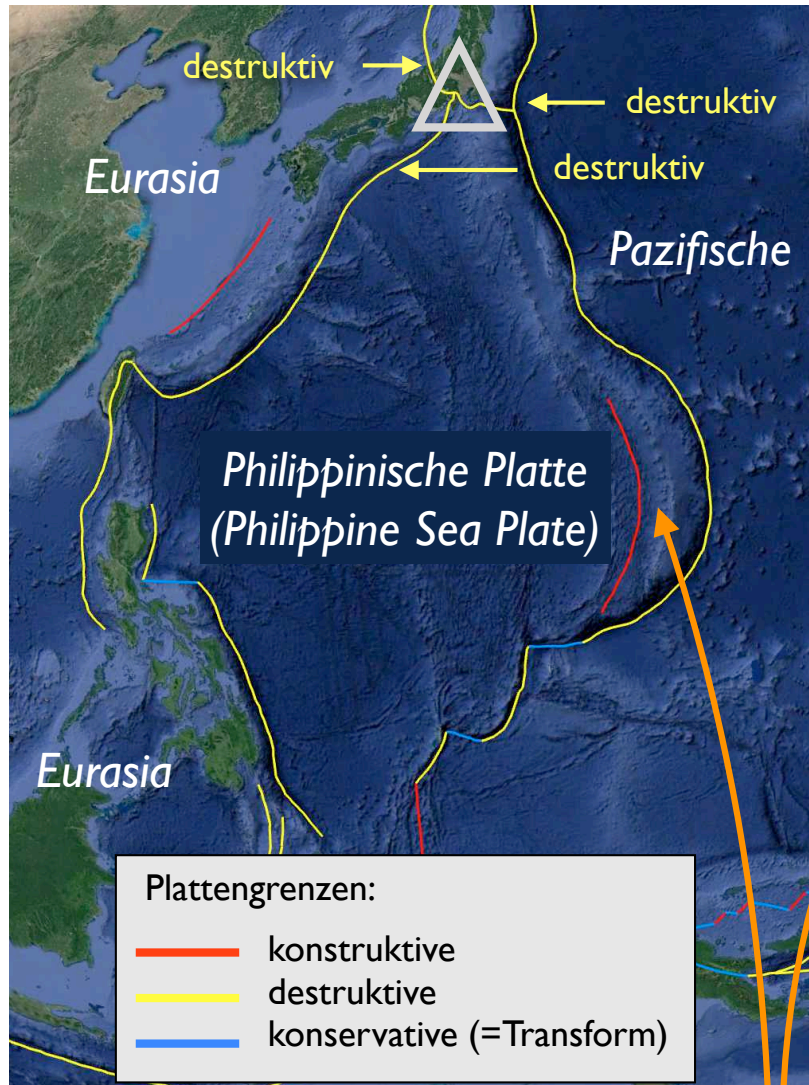 destruktiv
destruktiv
destruktiv
Eurasia
Pazifische
Philippinische Platte
(Philippine Sea Plate)
Eurasia
Plattengrenzen:
konstruktive
destruktive
konservative (=Transform)